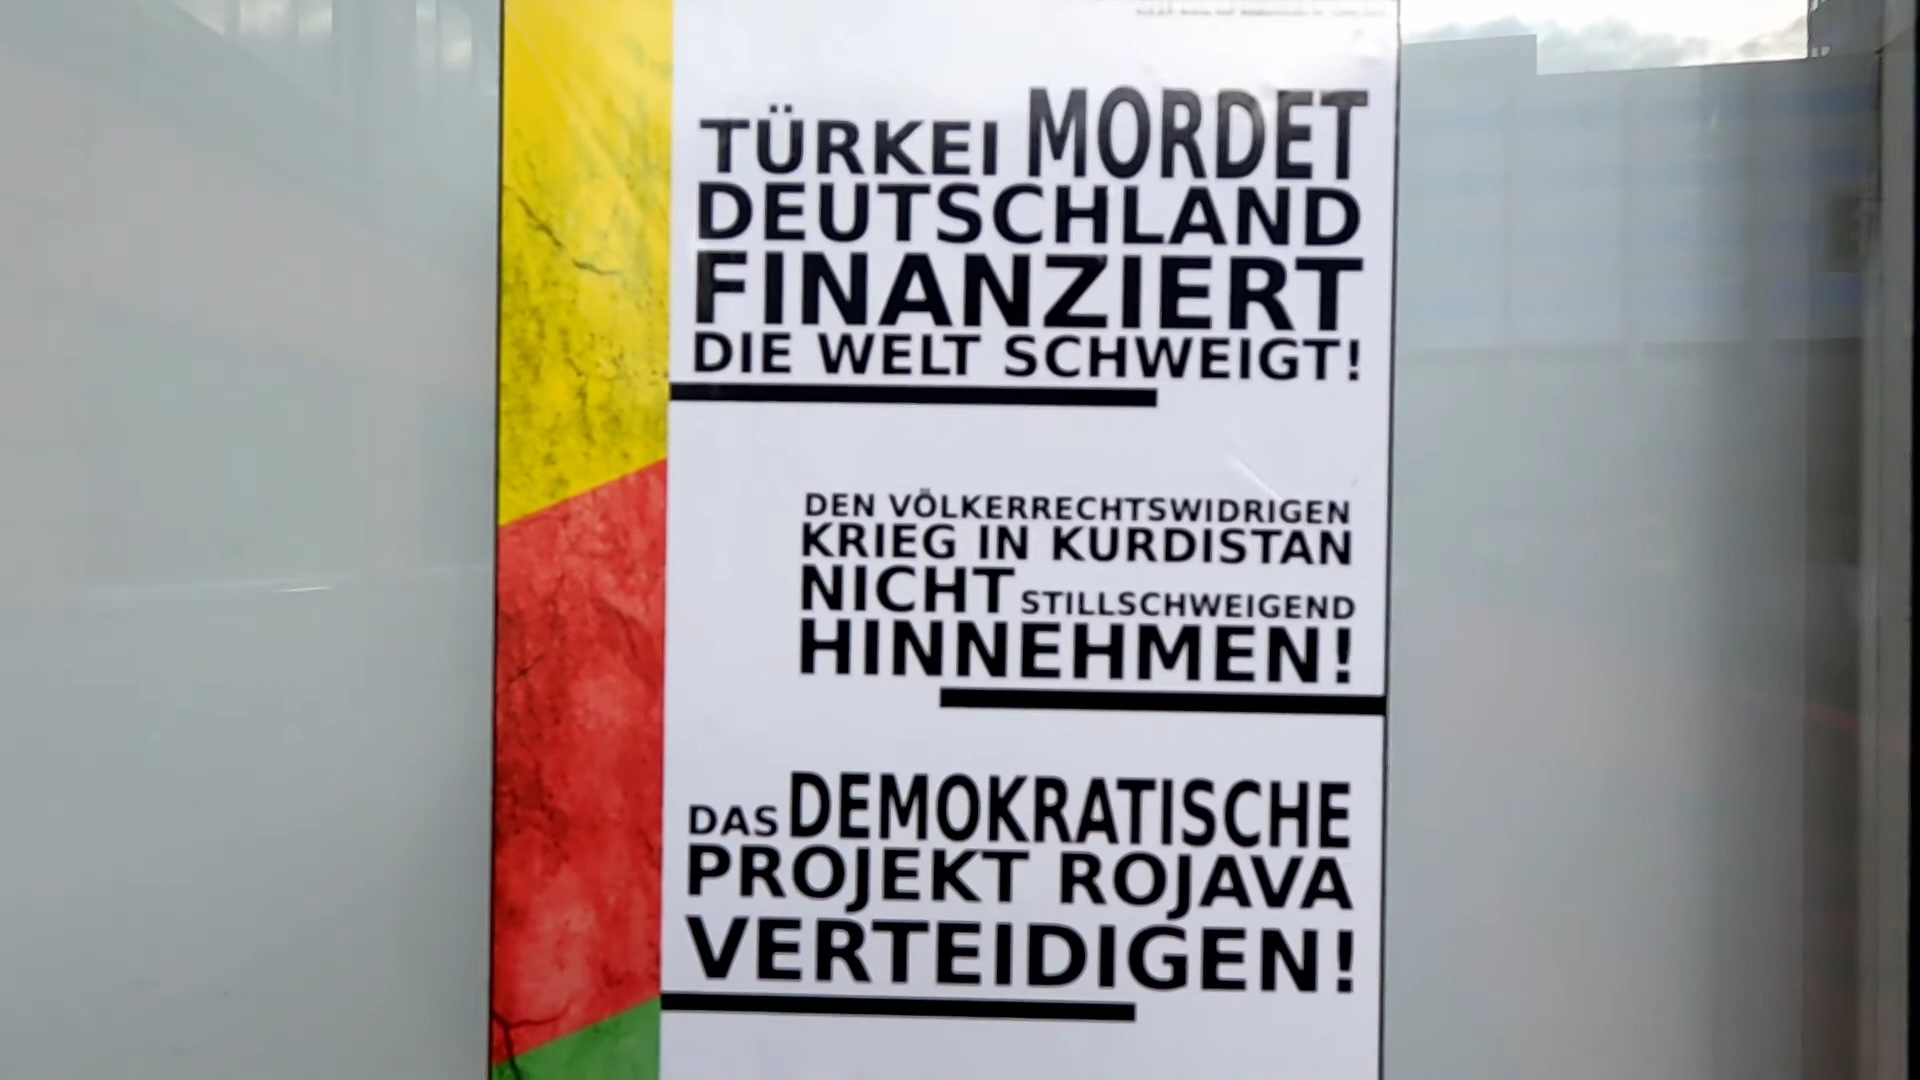 TÜRKEI MORDET
DEUTSCHLAND
FINANZIERT
DIE WELT SCHWEIGT!
DEN VÖLKERRECHTSWIDRIGEN
KRIEG IN KURDISTAN
NICHT STILLSCHWEIGEND
HINNEHMEN!
DAS DEMOKRATISCHE
PROJEKT ROJAVA
VERTEIDIGEN!